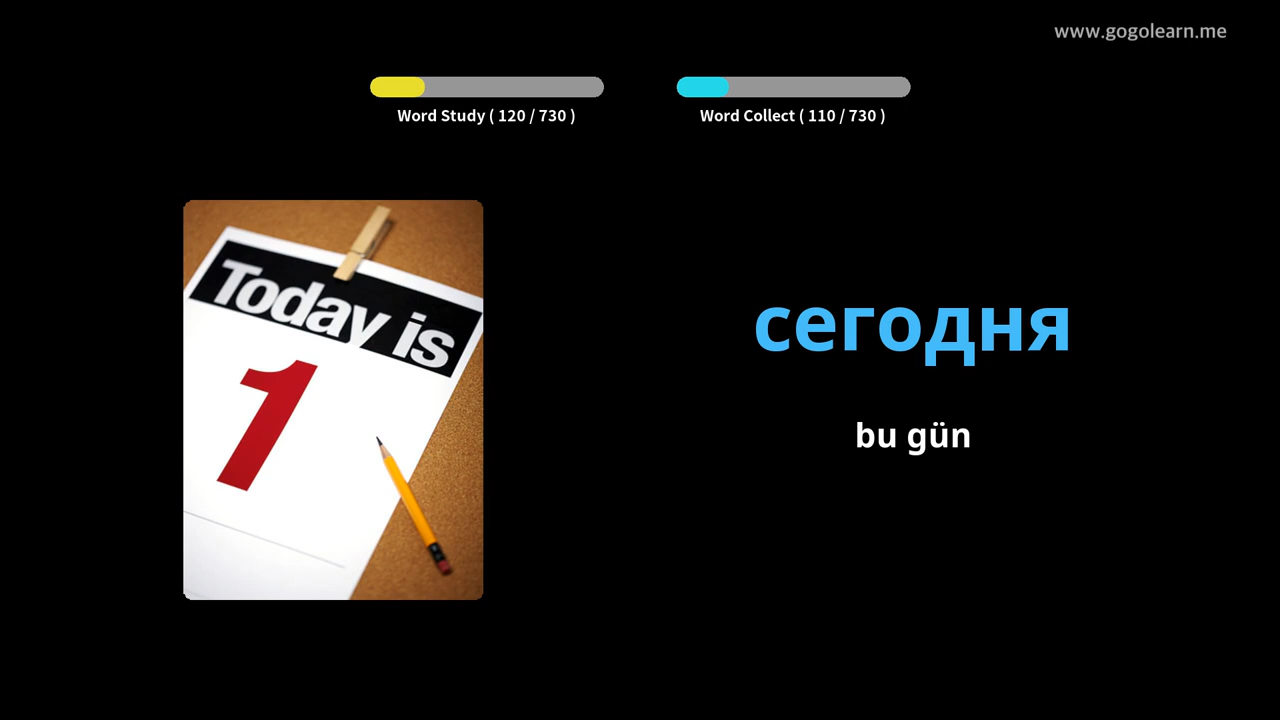 www.gogolearn.me
Word Study ( 120 / 730 )
Word Collect ( 110 / 730 )
Today is
1
сегодня
bu gün